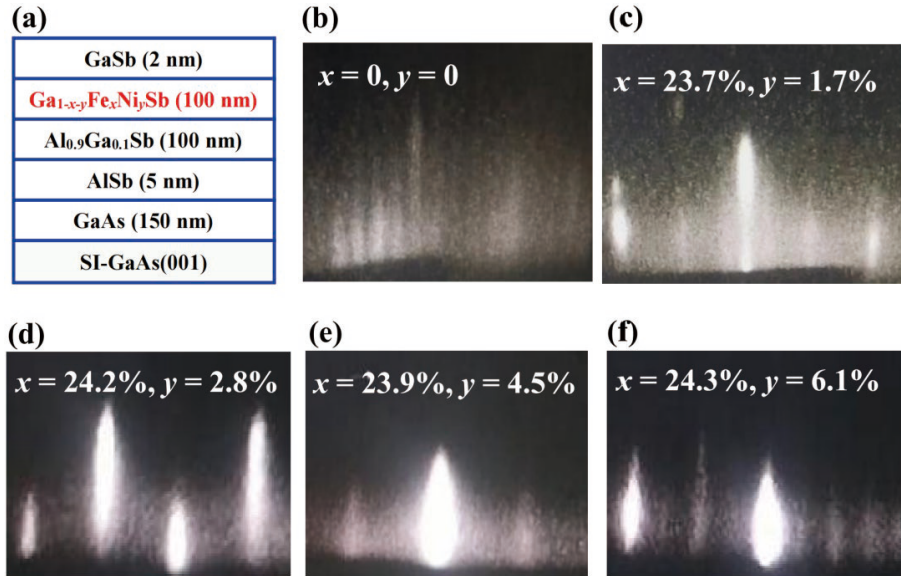 (a)
GaSb (2 nm)
Ga1-x-yFexNiySb (100 nm)
Al0.9Ga0.1Sb (100 nm)
AlSb (5 nm)
GaAs (150 nm)
SI-GaAs(001)
(b)
x = 0, y = 0
(c)
x = 23.7%, y = 1.7%
(d)
x = 24.2%, y = 2.8%
(e)
x = 23.9%, y = 4.5%
(f)
x = 24.3%, y = 6.1%